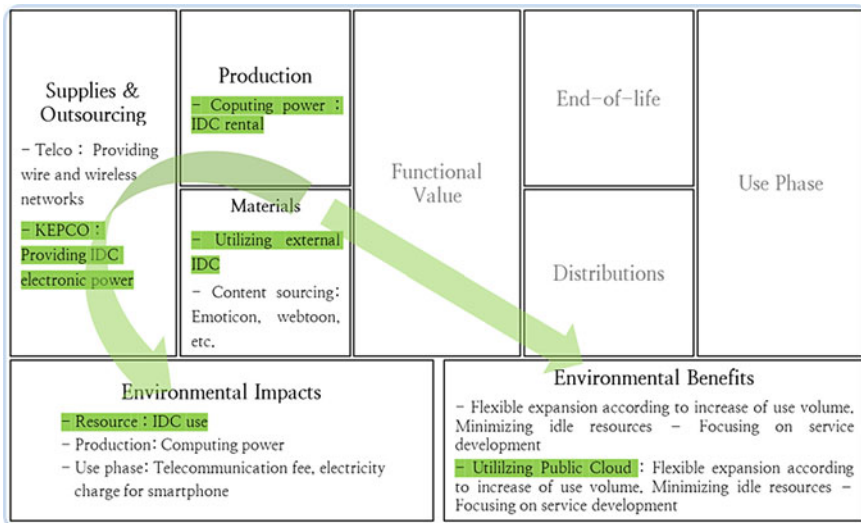 Supplies &
Outsourcing
- Telco : Providing
wire and wireless
networks
- KEPCO :
Providing IDC
electronic power
Production
- Coputing power :
IDC rental
Materials
- Utilizing external
IDC
- Content sourcing:
Emoticon, webtoon,
etc.
Functional
Value
End-of-life
Distributions
Use Phase
Environmental Impacts
- Resource : IDC use
- Production: Computing power
- Use phase: Telecommunication fee, electricity
charge for smartphone
Environmental Benefits
- Flexible expansion according to increase of use volume.
Minimizing idle resources - Focusing on service
development
- Utililzing Public Cloud : Flexible expansion according
to increase of use volume. Minimizing idle resources -
Focusing on service development